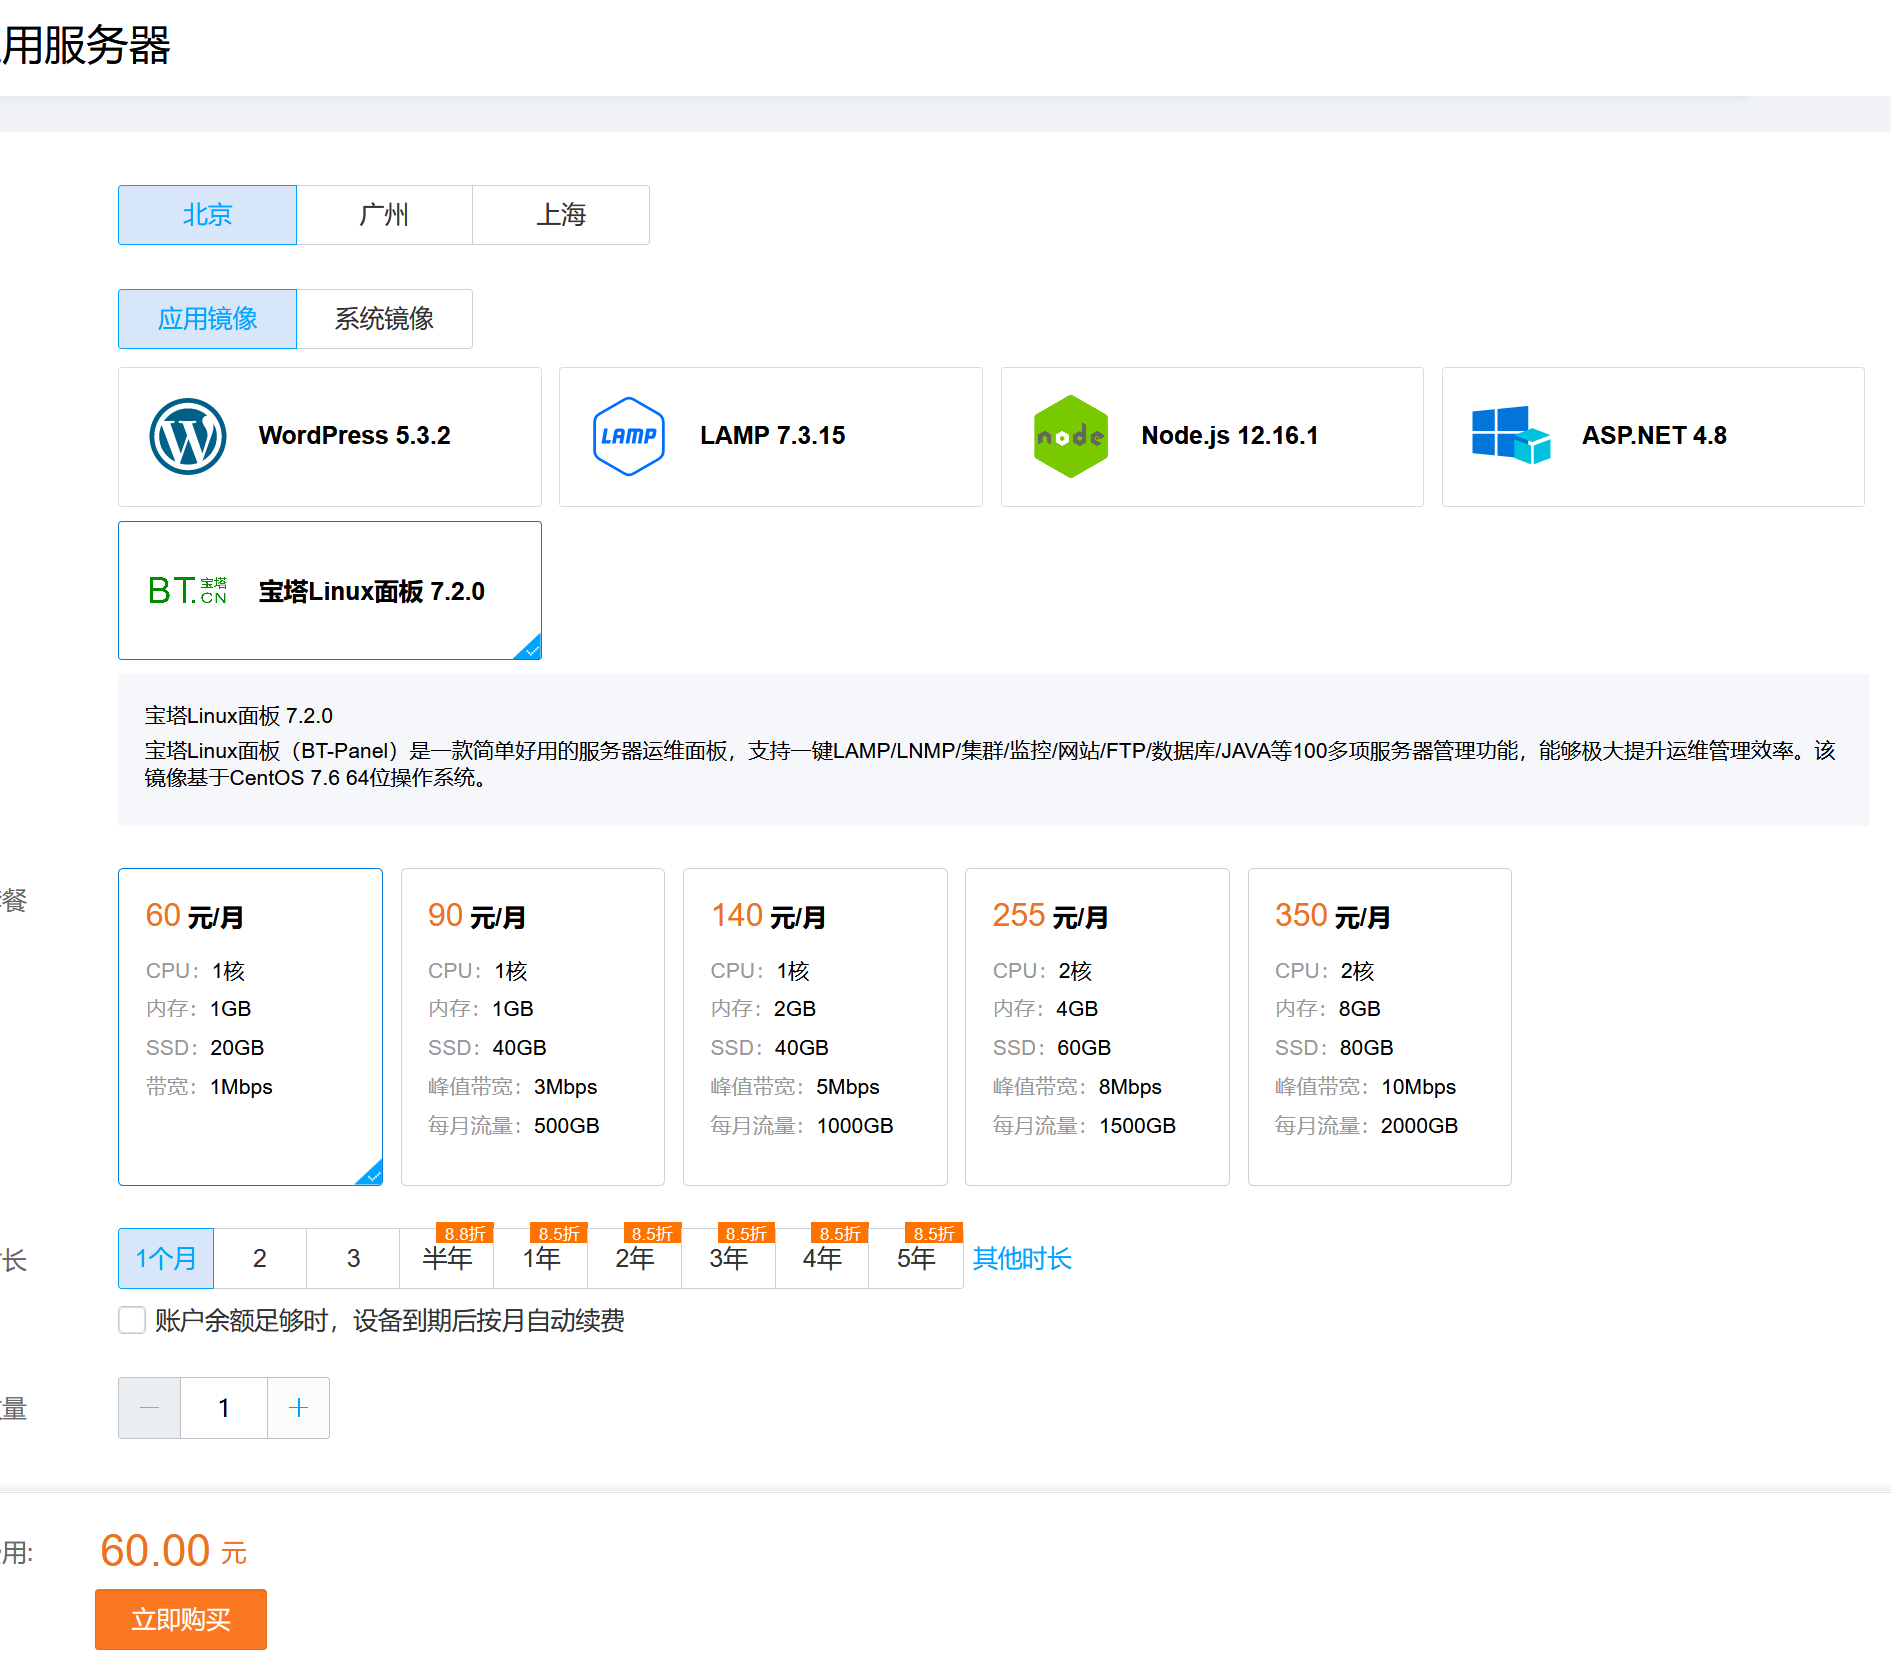 用服务器
北京
广州
上海
应用镜像
系统镜像
WordPress 5.3.2
LAMP
LAMP 7.3.15
node
Node.js 12.16.1
ASP.NET 4.8
BT.宝塔CN
宝塔Linux面板 7.2.0
宝塔Linux面板 7.2.0
宝塔Linux面板（BT-Panel）是一款简单好用的服务器运维面板，支持一键LAMP/LNMP/集群/监控/网站/FTP/数据库/JAVA等100多项服务器管理功能，能够极大提升运维管理效率。该
镜像基于CentOS 7.6 64位操作系统。
餐
60 元/月
CPU：1核
内存：1GB
SSD：20GB
带宽：1Mbps
90 元/月
CPU：1核
内存：1GB
SSD：40GB
峰值带宽：3Mbps
每月流量：500GB
140 元/月
CPU：1核
内存：2GB
SSD：40GB
峰值带宽：5Mbps
每月流量：1000GB
255 元/月
CPU：2核
内存：4GB
SSD：60GB
峰值带宽：8Mbps
每月流量：1500GB
350 元/月
CPU：2核
内存：8GB
SSD：80GB
峰值带宽：10Mbps
每月流量：2000GB
长
1个月
2
3
半年 8.8折
1年 8.5折
2年 8.5折
3年 8.5折
4年 8.5折
5年 8.5折
其他时长
账户余额足够时，设备到期后按月自动续费
量
1
用:
60.00 元
立即购买